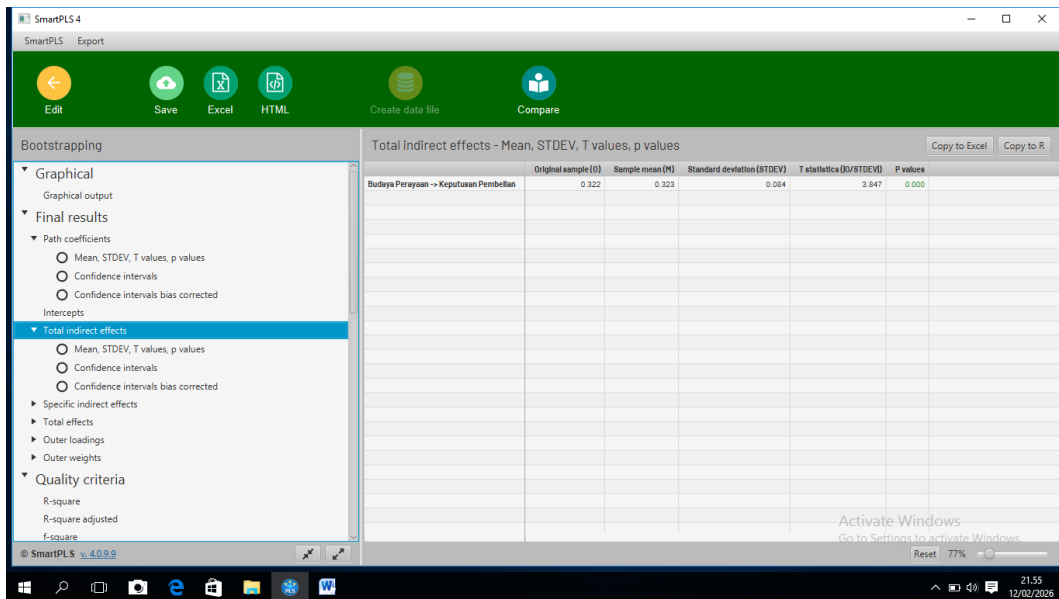 SmartPLS 4
SmartPLS Export
Edit Save Excel HTML Create data file Compare
Bootstrapping
Graphical
Graphical output
Final results
Path coefficients
Mean, STDEV, T values, p values
Confidence intervals
Confidence intervals bias corrected
Intercepts
Total indirect effects
Mean, STDEV, T values, p values
Confidence intervals
Confidence intervals bias corrected
Specific indirect effects
Total effects
Outer loadings
Outer weights
Quality criteria
R-square
R-square adjusted
f-square
© SmartPLS v. 4.0.9.9
Total indirect effects - Mean, STDEV, T values, p values
Copy to Excel Copy to R
Original sample (O) Sample mean (M) Standard deviation (STDEV) T statistics (|O/STDEV|) P values
Budaya Perayaan -> Keputusan Pembelian 0.322 0.323 0.084 3.847 0.000
Activate Windows
Go to Settings to activate Windows.
Reset 77%
PLS
W
21.55
12/02/2026